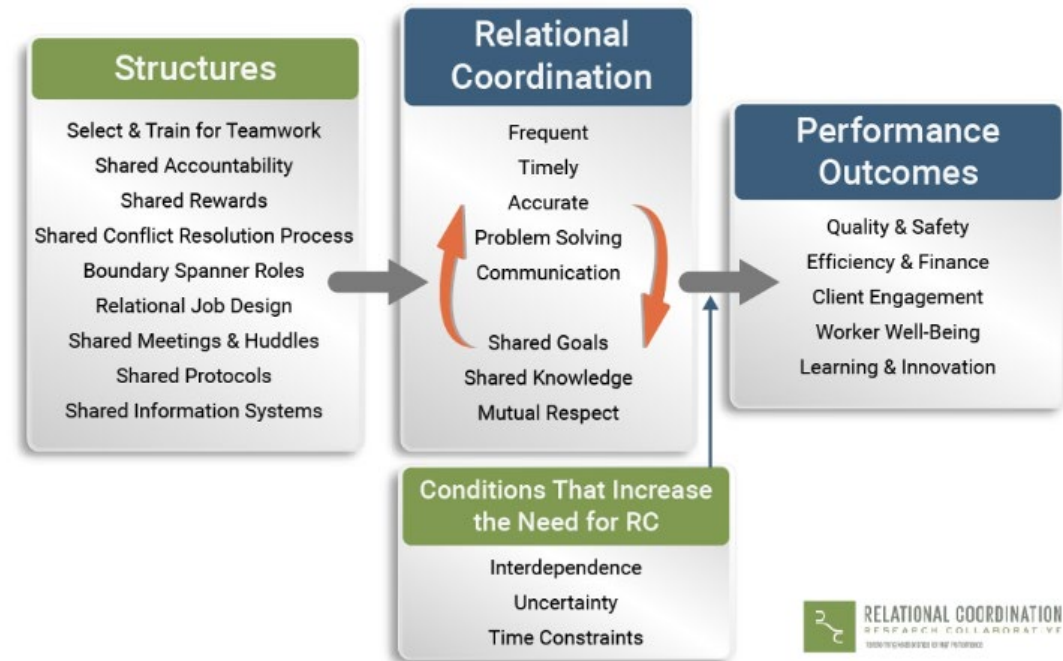 Structures
Select & Train for Teamwork
Shared Accountability
Shared Rewards
Shared Conflict Resolution Process
Boundary Spanner Roles
Relational Job Design
Shared Meetings & Huddles
Shared Protocols
Shared Information Systems
Relational
Coordination
Frequent
Timely
Accurate
Problem Solving
Communication
Shared Goals
Shared Knowledge
Mutual Respect
Performance
Outcomes
Quality & Safety
Efficiency & Finance
Client Engagement
Worker Well-Being
Learning & Innovation
Conditions That Increase
the Need for RC
Interdependence
Uncertainty
Time Constraints
RELATIONAL COORDINATION
RESEARCH COLLABORATIVE